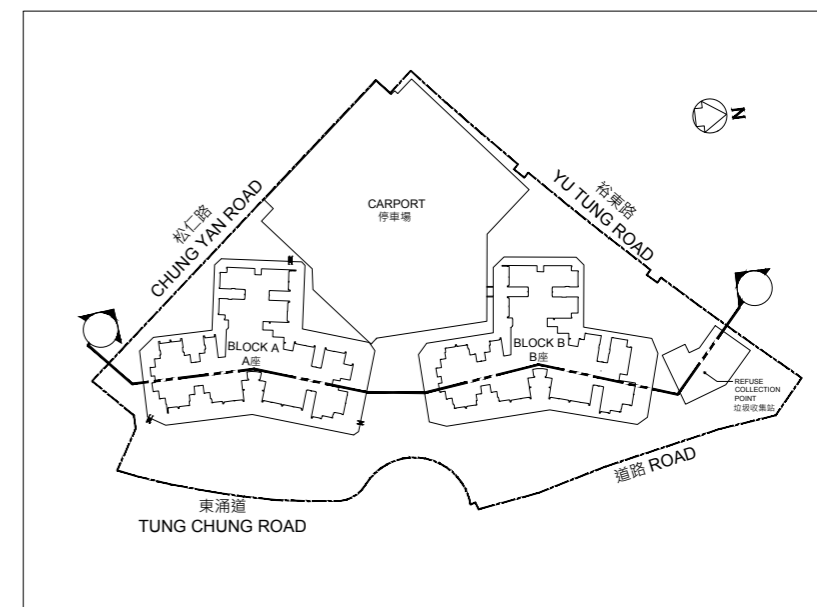 N
松仁路
CHUNG YAN ROAD
裕東路
YU TUNG ROAD
CARPORT
停車場
BLOCK A
A座
BLOCK B
B座
REFUSE
COLLECTION
POINT
垃圾收集站
道路 ROAD
東涌道
TUNG CHUNG ROAD